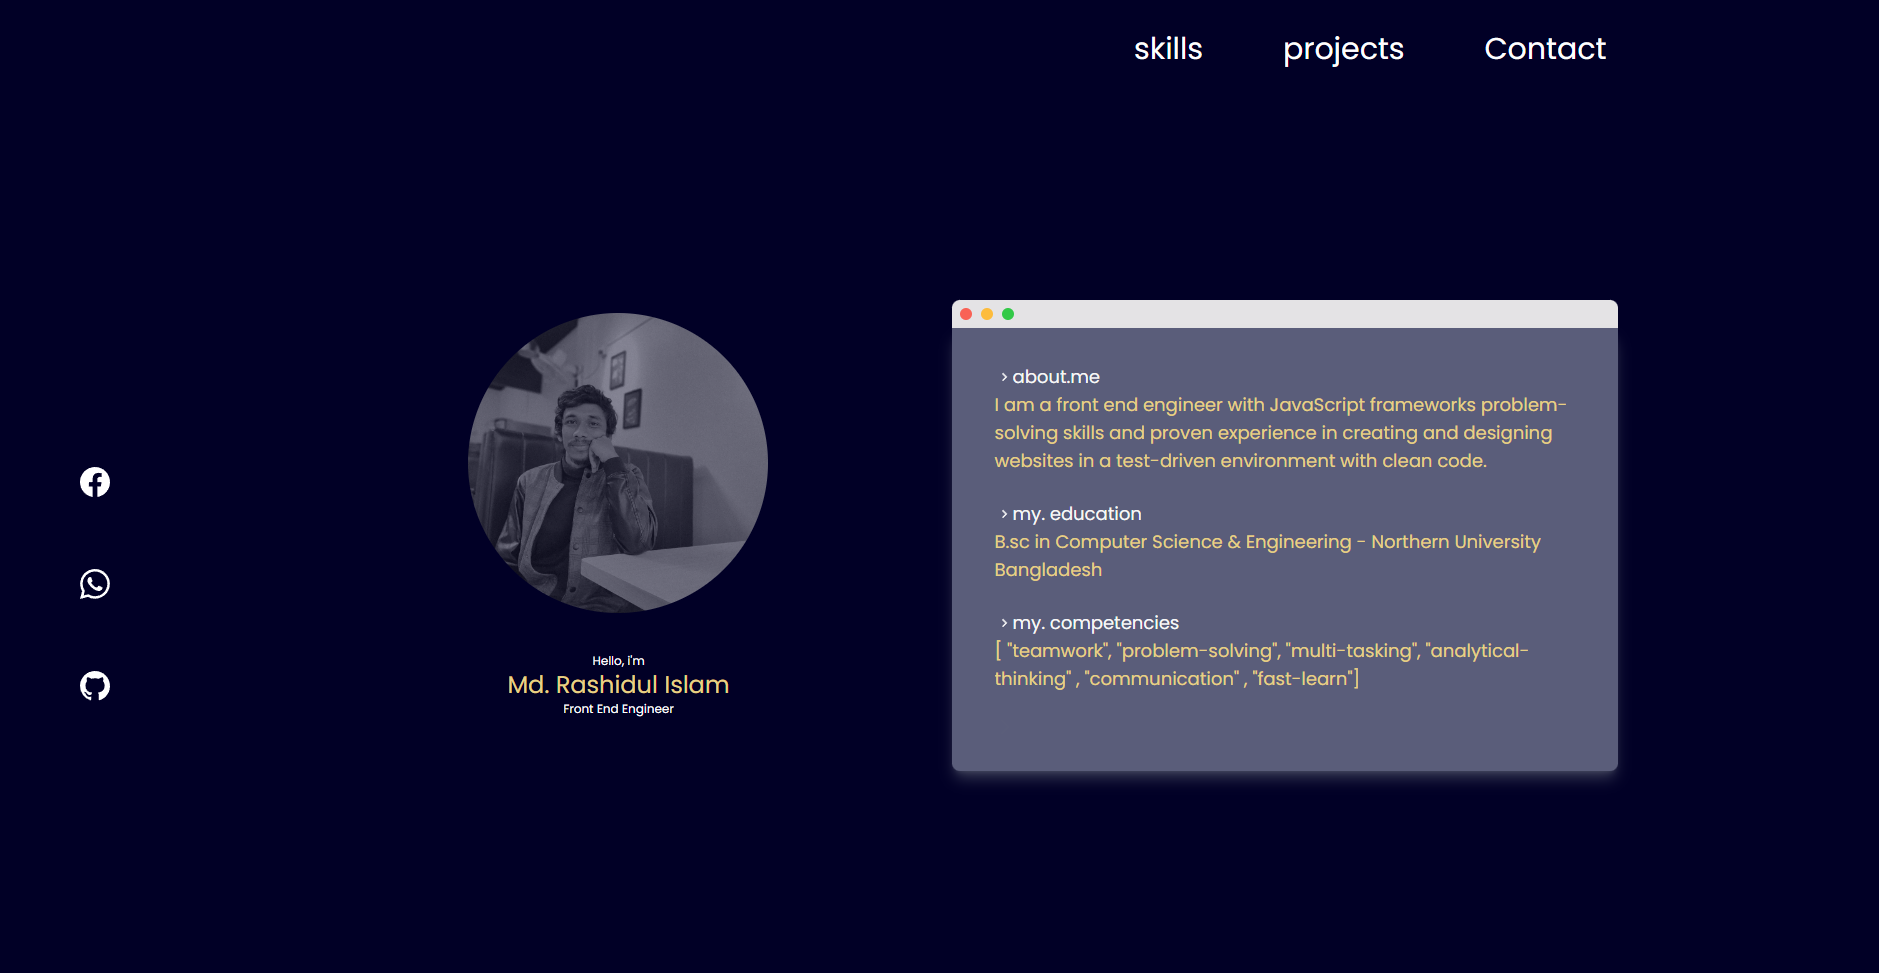 skills projects Contact
Hello, i'm
Md. Rashidul Islam
Front End Engineer
› about.me
I am a front end engineer with JavaScript frameworks problem-
solving skills and proven experience in creating and designing
websites in a test-driven environment with clean code.
› my. education
B.sc in Computer Science & Engineering - Northern University
Bangladesh
› my. competencies
[ "teamwork", "problem-solving", "multi-tasking", "analytical-
thinking" , "communication" , "fast-learn"]